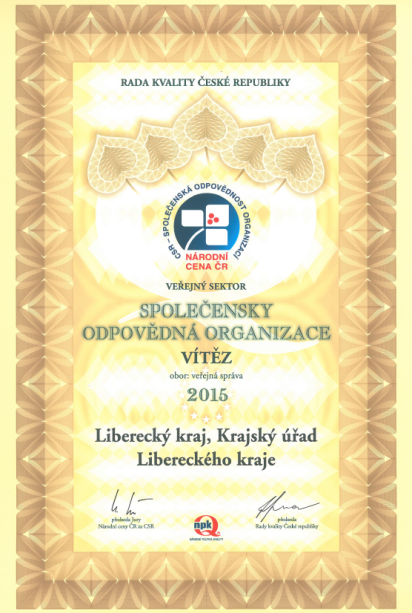 RADA KVALITY ČESKÉ REPUBLIKY
CSR – SPOLEČENSKÁ ODPOVĚDNOST ORGANIZACÍ
NÁRODNÍ
CENA ČR
VEŘEJNÝ SEKTOR
SPOLEČENSKY
ODPOVĚDNÁ ORGANIZACE
VÍTĚZ
obor: veřejná správa
2015
Liberecký kraj, Krajský úřad
Libereckého kraje
předseda Jury
Národní ceny ČR za CSR
npk
předseda
Rady kvality České republiky